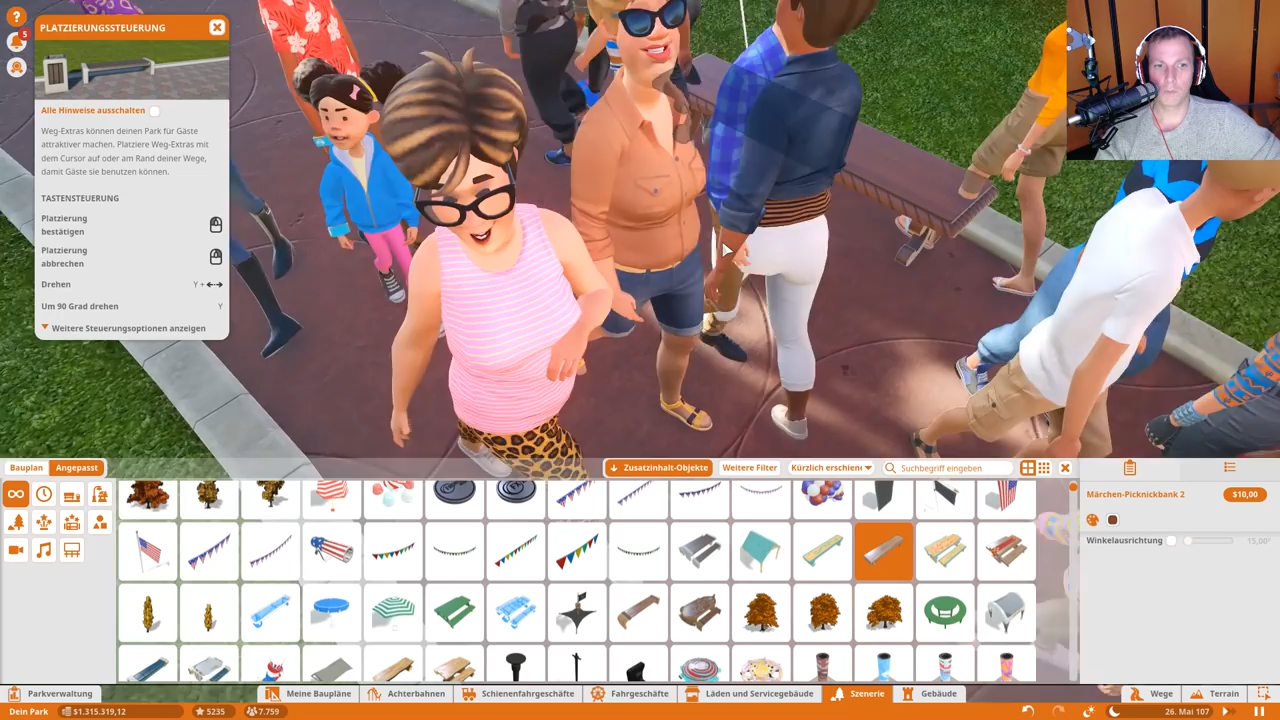 ?
PLATZIERUNGSSTEUERUNG
5
Alle Hinweise ausschalten
Weg-Extras können deinen Park für Gäste
attraktiver machen. Platziere Weg-Extras mit
dem Cursor auf oder am Rand deiner Wege,
damit Gäste sie benutzen können.
TASTENSTEUERUNG
Platzierung
bestätigen
Platzierung
abbrechen
Drehen Y +
Um 90 Grad drehen Y
Weitere Steuerungsoptionen anzeigen
Bauplan Angepasst Zusatzinhalt-Objekte Weitere Filter Kürzlich erschien Suchbegriff eingeben
Märchen-Picknickbank 2 $10,00
Winkelausrichtung 15,00°
Parkverwaltung Meine Baupläne Achterbahnen Schienenfahrgeschäfte Fahrgeschäfte Läden und Servicegebäude Szenerie Gebäude Wege Terrain
Dein Park $1.315.319,12 5235 7.759 26. Mai 107